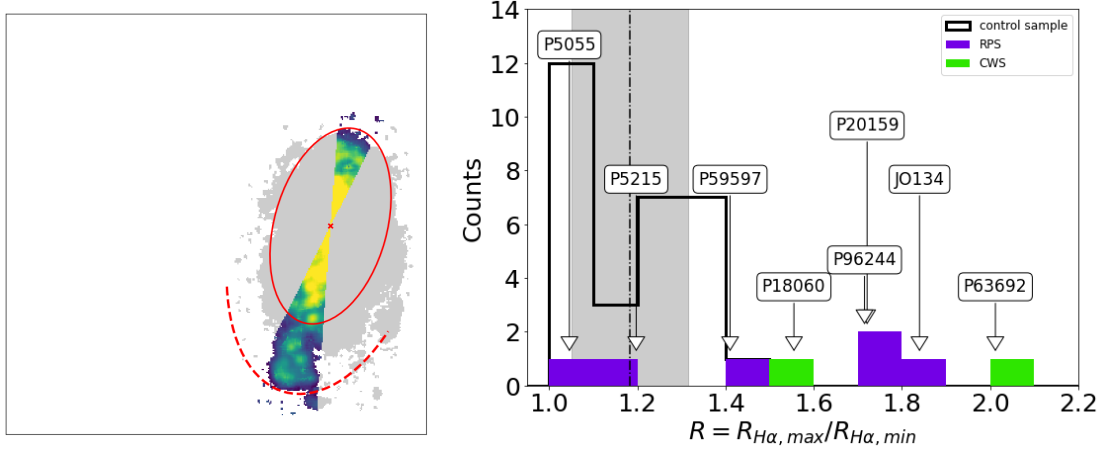 14
12
10
8
6
4
2
0
Counts
P5055
control sample
RPS
CWS
P20159
P5215
P59597
JO134
P96244
P18060
P63692
1.0
1.2
1.4
1.6
1.8
2.0
2.2
R = R_{Hα, max}/R_{Hα, min}